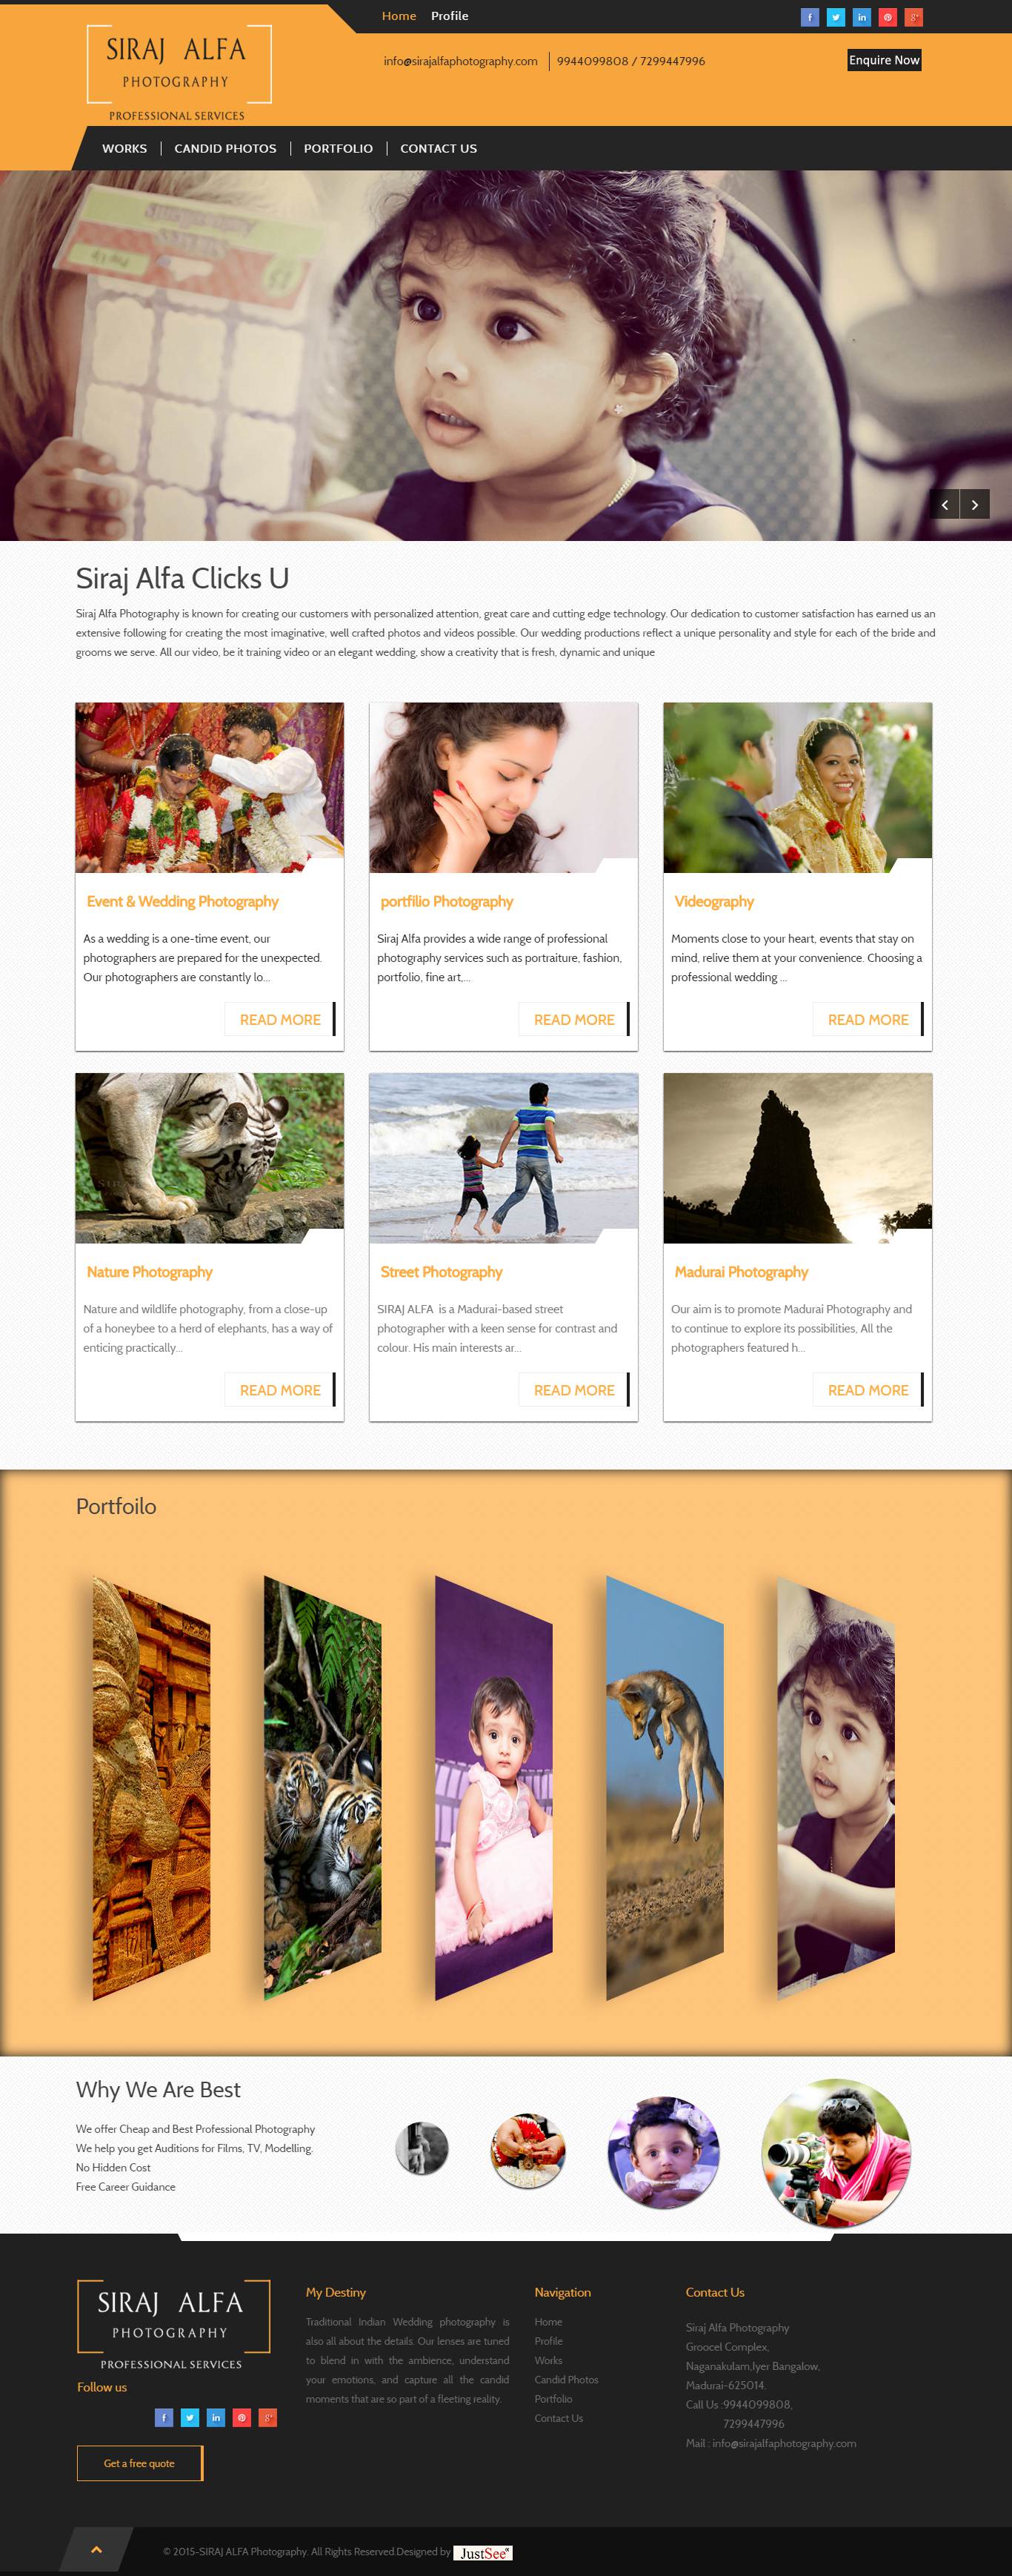 Home Profile
SIRAJ ALFA
PHOTOGRAPHY
PROFESSIONAL SERVICES
info@sirajalfaphotography.com 9944099808 / 7299447996
Enquire Now
WORKS CANDID PHOTOS PORTFOLIO CONTACT US
Siraj Alfa Clicks U
Siraj Alfa Photography is known for creating our customers with personalized attention, great care and cutting edge technology. Our dedication to customer satisfaction has earned us an
extensive following for creating the most imaginative, well crafted photos and videos possible. Our wedding productions reflect a unique personality and style for each of the bride and
grooms we serve. All our video, be it training video or an elegant wedding, show a creativity that is fresh, dynamic and unique
Event & Wedding Photography
As a wedding is a one-time event, our
photographers are prepared for the unexpected.
Our photographers are constantly lo...
READ MORE
portfilio Photography
Siraj Alfa provides a wide range of professional
photography services such as portraiture, fashion,
portfolio, fine art,...
READ MORE
Videography
Moments close to your heart, events that stay on
mind, relive them at your convenience. Choosing a
professional wedding ...
READ MORE
Nature Photography
Nature and wildlife photography, from a close-up
of a honeybee to a herd of elephants, has a way of
enticing practically...
READ MORE
Street Photography
SIRAJ ALFA is a Madurai-based street
photographer with a keen sense for contrast and
colour. His main interests ar...
READ MORE
Madurai Photography
Our aim is to promote Madurai Photography and
to continue to explore its possibilities, All the
photographers featured h...
READ MORE
Portfoilo
Why We Are Best
We offer Cheap and Best Professional Photography
We help you get Auditions for Films, TV, Modelling.
No Hidden Cost
Free Career Guidance
SIRAJ ALFA
PHOTOGRAPHY
PROFESSIONAL SERVICES
Follow us
Get a free quote
My Destiny
Traditional Indian Wedding photography is
also all about the details. Our lenses are tuned
to blend in with the ambience, understand
your emotions, and capture all the candid
moments that are so part of a fleeting reality.
Navigation
Home
Profile
Works
Candid Photos
Portfolio
Contact Us
Contact Us
Siraj Alfa Photography
Groocel Complex,
Naganakulam,Iyer Bangalow,
Madurai-625014.
Call Us :9944099808,
7299447996
Mail : info@sirajalfaphotography.com
© 2015-SIRAJ ALFA Photography. All Rights Reserved.Designed by JustSee